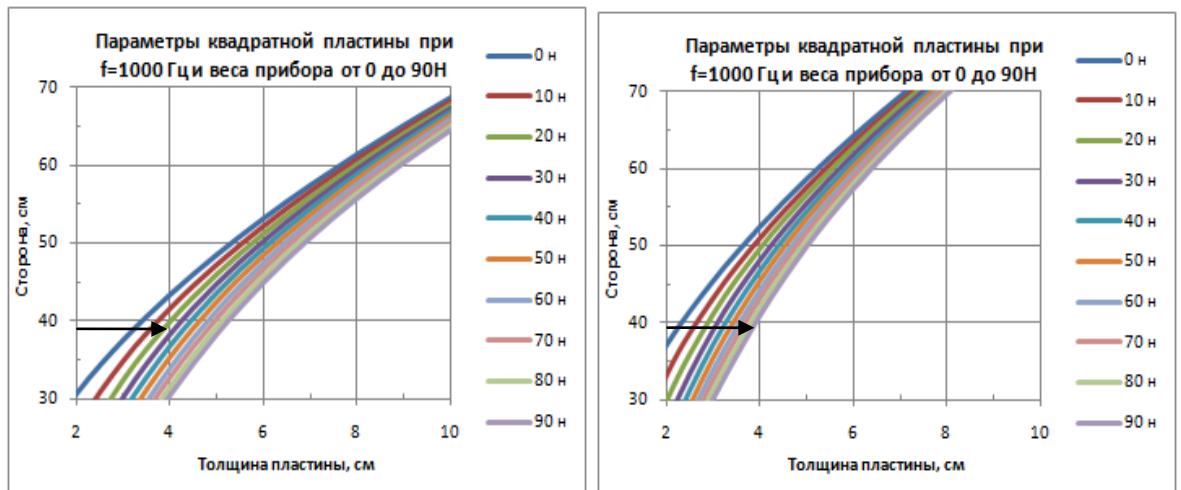 Параметры квадратной пластины при
f=1000 Гц и веса прибора от 0 до 90Н
70
60
50
40
30
2
4
6
8
10
Сторона, см
Толщина пластины, см
0 н
10 н
20 н
30 н
40 н
50 н
60 н
70 н
80 н
90 н
Параметры квадратной пластины при
f=1000 Гц и веса прибора от 0 до 90Н
70
60
50
40
30
2
4
6
8
10
Сторона, см
Толщина пластины, см
0 н
10 н
20 н
30 н
40 н
50 н
60 н
70 н
80 н
90 н